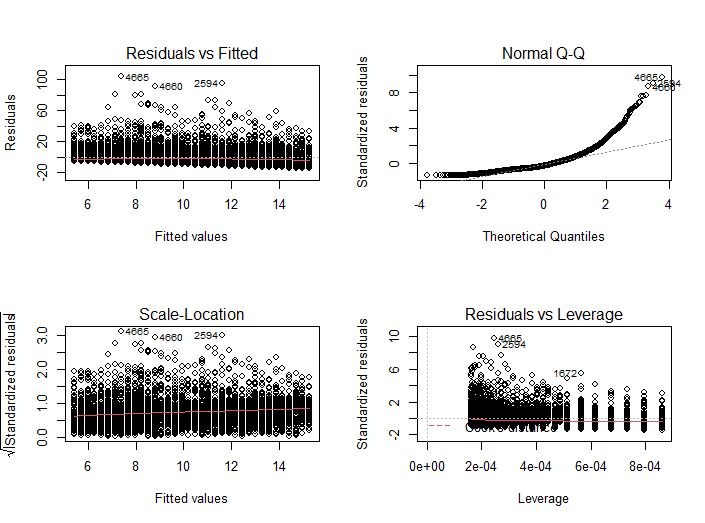 Residuals vs Fitted
Residuals
-20 20 60 100
4665
4660
2594
6 8 10 12 14
Fitted values
Normal Q-Q
Standardized residuals
0 4 8
4665
2594
4660
-4 -2 0 2 4
Theoretical Quantiles
Scale-Location
√|Standardized residuals|
0.0 1.0 2.0 3.0
4665
4660
2594
6 8 10 12 14
Fitted values
Residuals vs Leverage
Standardized residuals
-2 2 6 10
4665
2594
1672
0e+00 2e-04 4e-04 6e-04 8e-04
Leverage